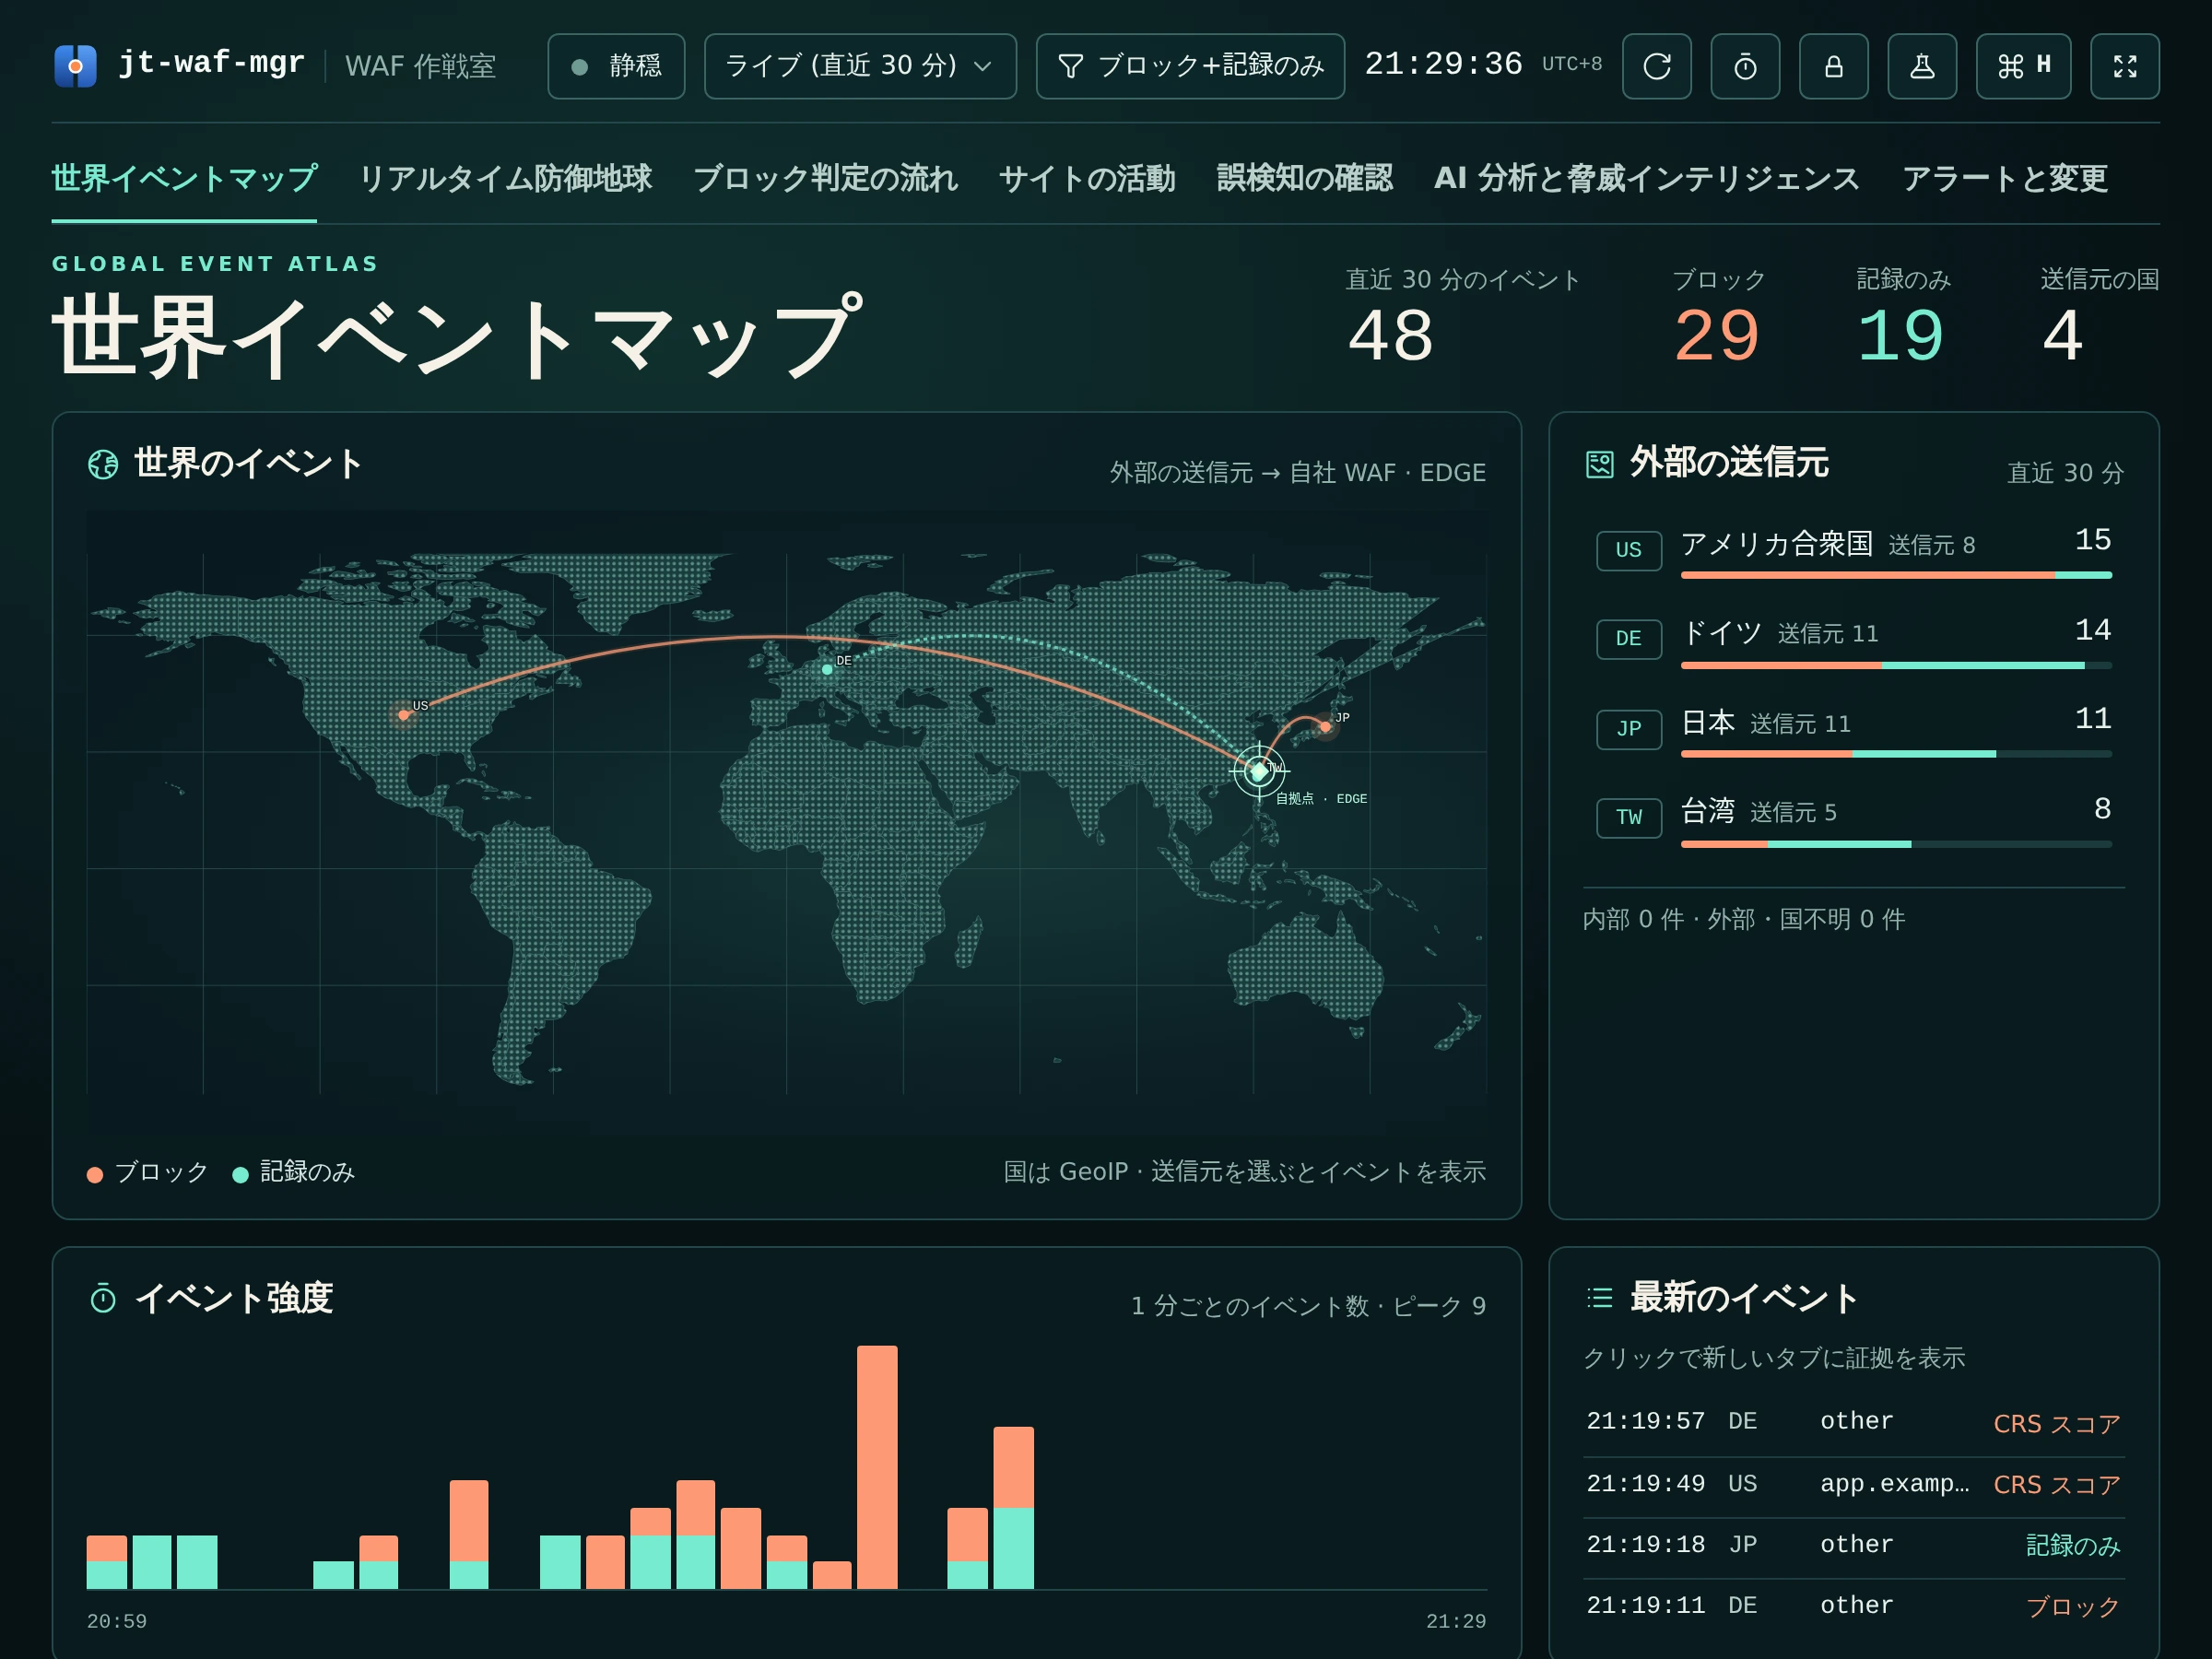 jt-waf-mgr
WAF 作戦室
静穏
ライブ (直近 30 分)
ブロック+記録のみ
21:29:36 UTC+8
⌘ H
世界イベントマップ
リアルタイム防御地球
ブロック判定の流れ
サイトの活動
誤検知の確認
AI 分析と脅威インテリジェンス
アラートと変更
GLOBAL EVENT ATLAS
世界イベントマップ
直近 30 分のイベント
48
ブロック
29
記録のみ
19
送信元の国
4
世界のイベント
外部の送信元 → 自社 WAF · EDGE
US
DE
JP
TW
自拠点 · EDGE
ブロック
記録のみ
国は GeoIP · 送信元を選ぶとイベントを表示
外部の送信元
直近 30 分
US アメリカ合衆国 送信元 8 15
DE ドイツ 送信元 11 14
JP 日本 送信元 11 11
TW 台湾 送信元 5 8
内部 0 件 · 外部・国不明 0 件
イベント強度
1 分ごとのイベント数 · ピーク 9
20:59
21:29
最新のイベント
クリックで新しいタブに証拠を表示
21:19:57 DE other CRS スコア
21:19:49 US app.examp… CRS スコア
21:19:18 JP other 記録のみ
21:19:11 DE other ブロック